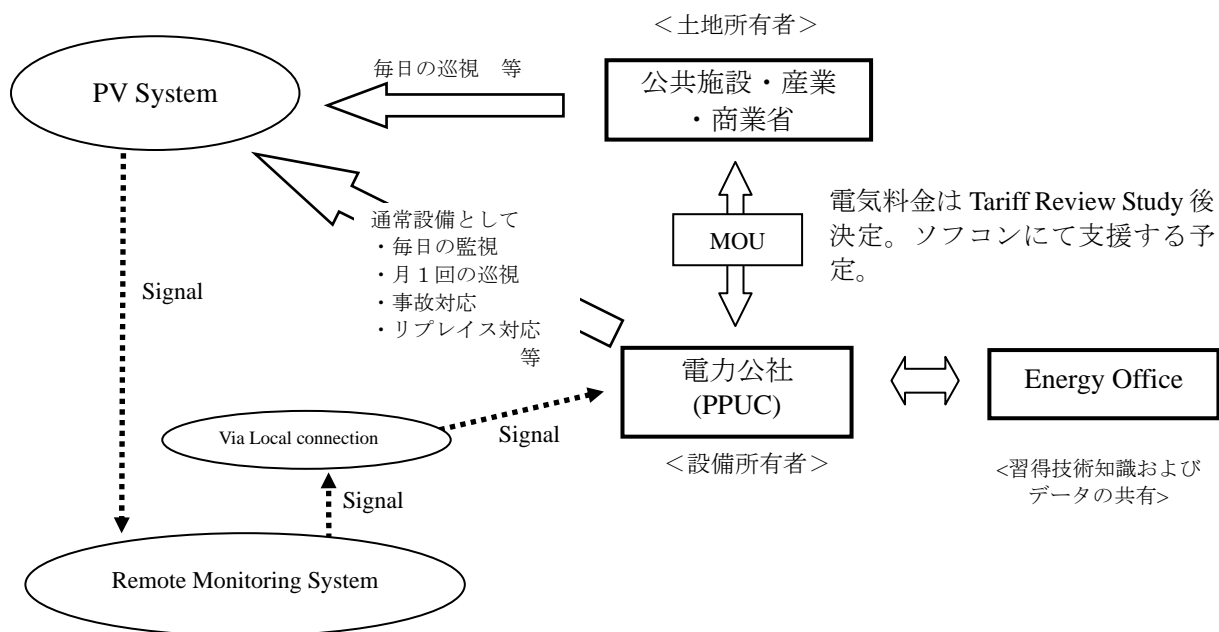 ＜土地所有者＞
毎日の巡視　等
PV System
公共施設・産業
・商業省
通常設備として
・毎日の監視
・月１回の巡視
・事故対応
・リプレイス対応
等
MOU
電気料金は Tariff Review Study 後
決定。ソフコンにて支援する予
定。
Signal
電力公社
(PPUC)
Energy Office
Via Local connection
Signal
＜設備所有者＞
<習得技術知識および
データの共有>
Signal
Remote Monitoring System